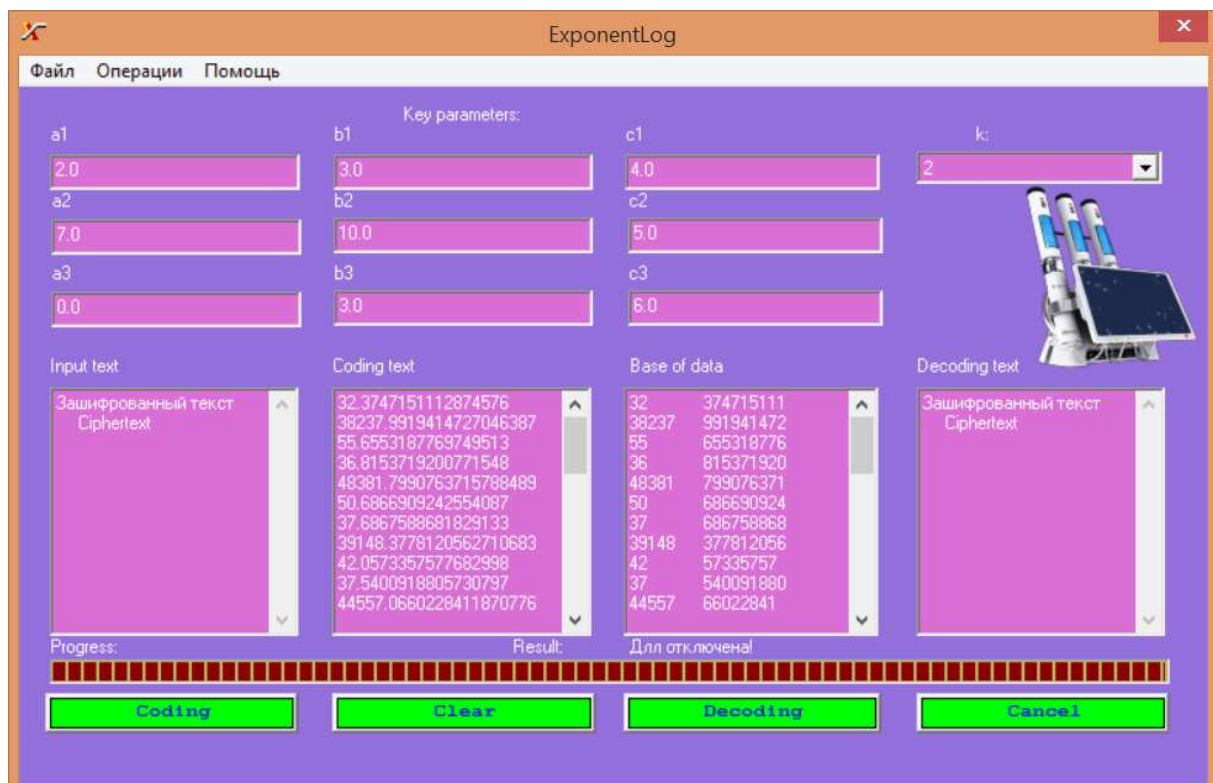 ExponentLog
Файл Операции Помощь
Key parameters:
a1 b1 c1 k:
2.0 3.0 4.0 2
a2 b2 c2
7.0 10.0 5.0
a3 b3 c3
0.0 3.0 6.0
Input text Coding text Base of data Decoding text
Зашифрованный текст
Ciphertext
32.3747151112874576
38237.9919414727046387
55.6553187769749513
36.8153719200771548
48381.7990763715788489
50.6866909242554087
37.6867588681829133
39148.3778120562710683
42.0573357577682998
37.5400918805730797
44557.0660228411870776
32 374715111
38237 991941472
55 655318776
36 815371920
48381 799076371
50 686690924
37 686758868
39148 377812056
42 57335757
37 540091880
44557 66022841
Зашифрованный текст
Ciphertext
Progress: Result: Длл отключена!
Coding Clear Decoding Cancel